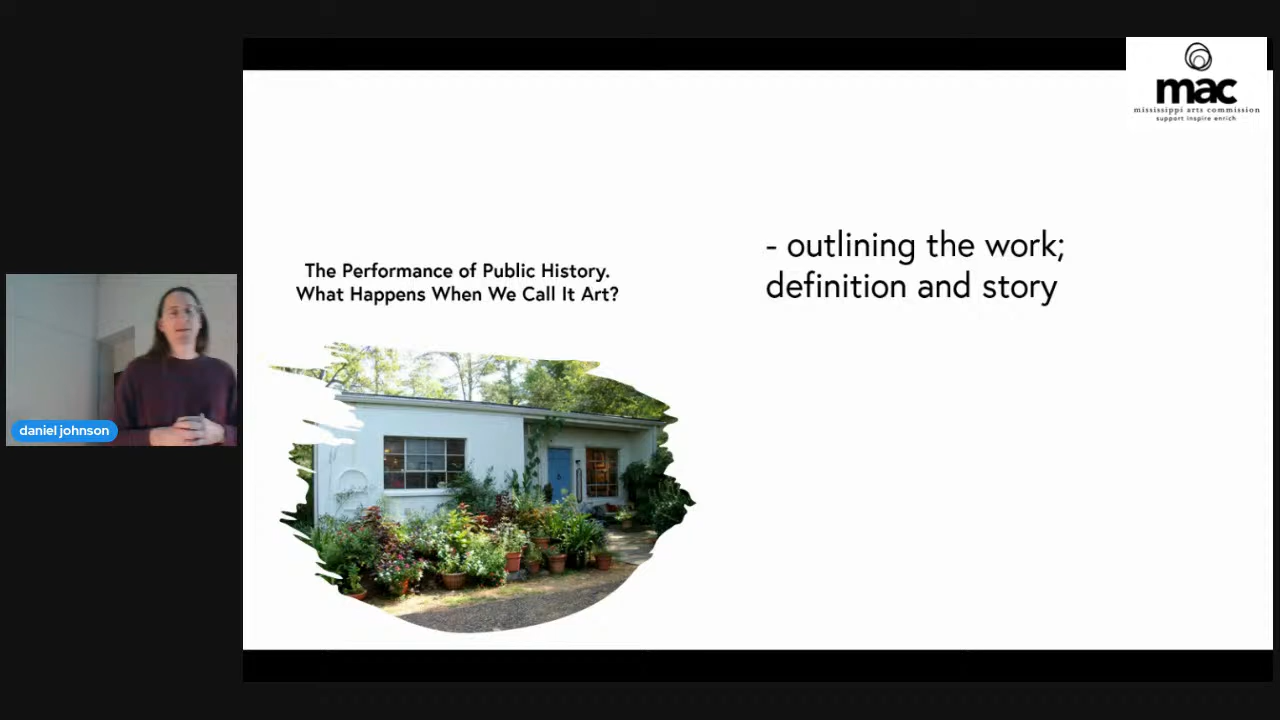 mac
mississippi arts commission
support inspire enrich
The Performance of Public History.
What Happens When We Call It Art?
- outlining the work;
definition and story
daniel johnson